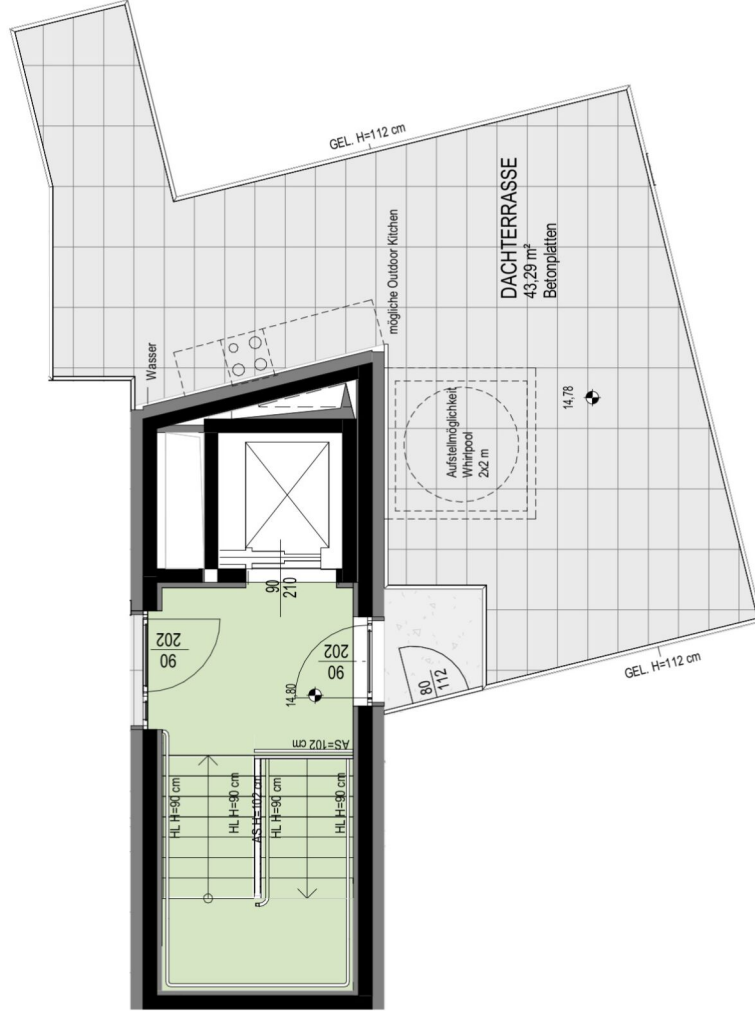 GEL. H=112 cm
DACHTERRASSE
43,29 m²
Betonplatten
mögliche Outdoor Kitchen
Wasser
Aufstellmöglichkeit
Whirlpool
2x2 m
14,78
90
210
90
202
90
202
14,80
80
112
GEL. H=112 cm
AS=102 cm
HL H=90 cm
HL H=90 cm
AS H=102 cm
HL H=90 cm
HL H=90 cm